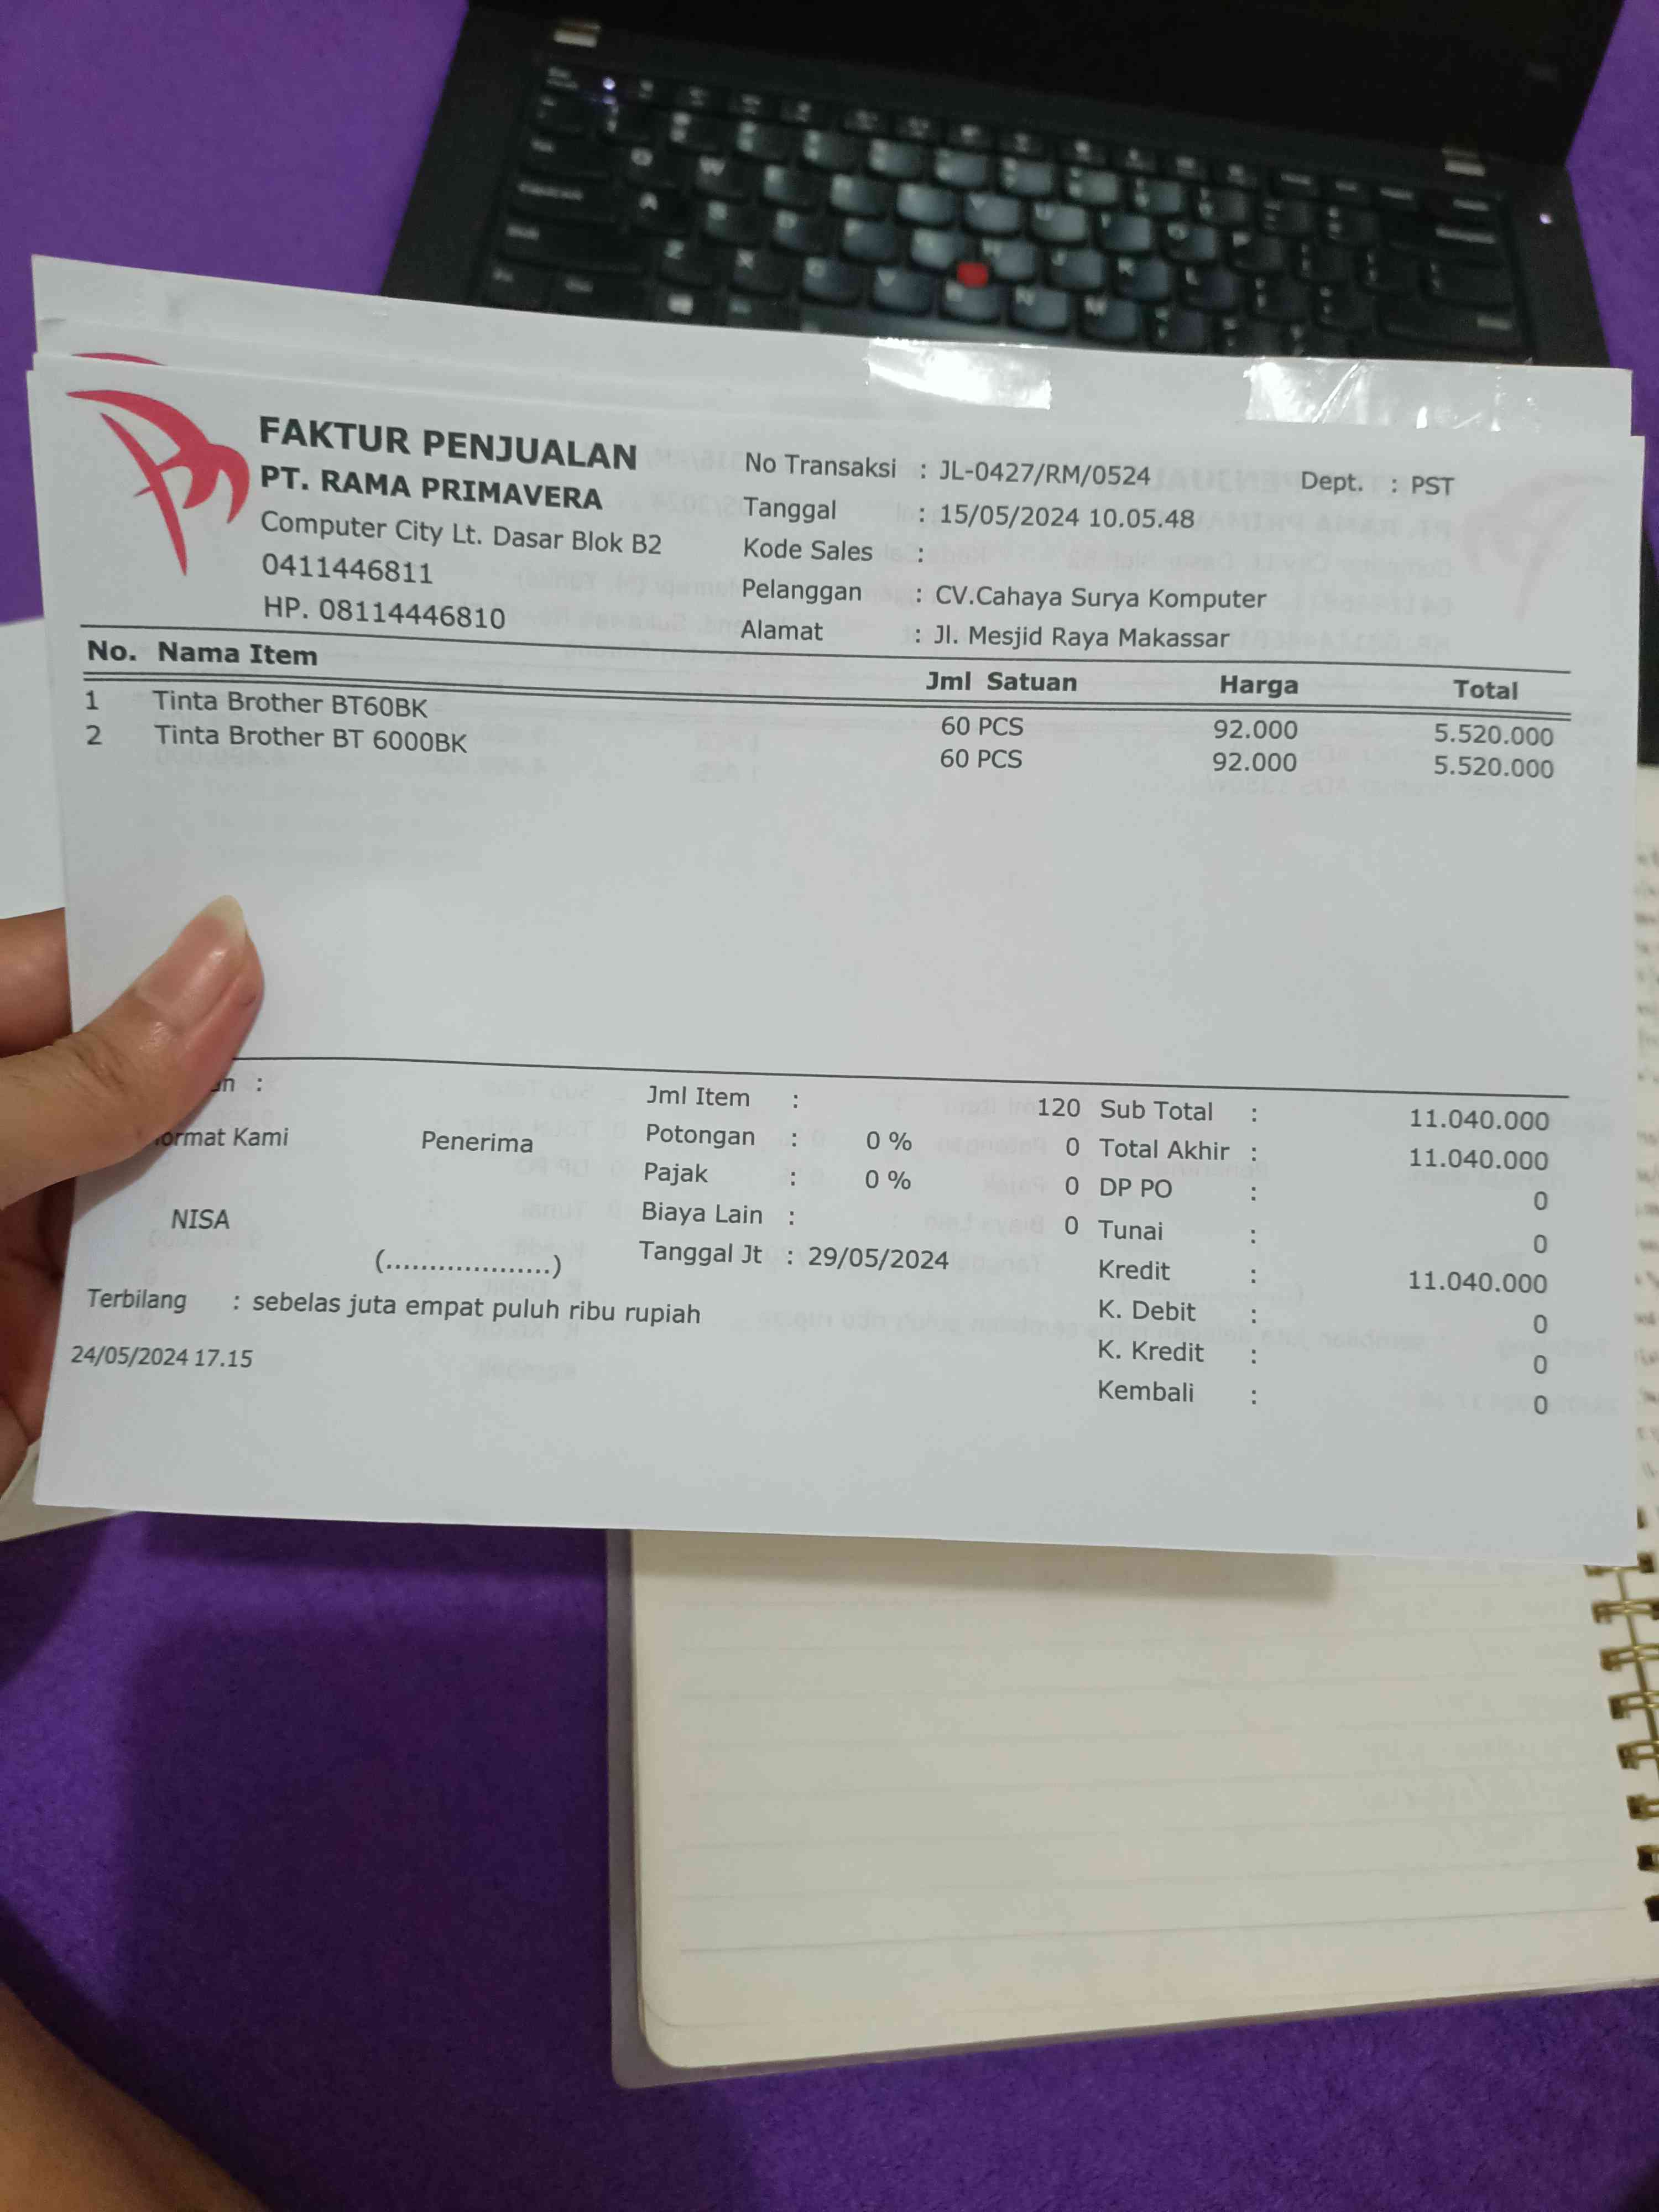 FAKTUR PENJUALAN
PT. RAMA PRIMAVERA
Computer City Lt. Dasar Blok B2
0411446811
HP. 08114446810
No Transaksi : JL-0427/RM/0524 Dept. : PST
Tanggal : 15/05/2024 10.05.48
Kode Sales :
Pelanggan : CV.Cahaya Surya Komputer
Alamat : Jl. Mesjid Raya Makassar
No. Nama Item Jml Satuan Harga Total
1 Tinta Brother BT60BK 60 PCS 92.000 5.520.000
2 Tinta Brother BT 6000BK 60 PCS 92.000 5.520.000
Kami
Penerima
NISA
(...................)
Jml Item : 120
Potongan : 0 % 0
Pajak : 0 % 0
Biaya Lain : 0
Tanggal Jt : 29/05/2024
Sub Total : 11.040.000
Total Akhir : 11.040.000
DP PO : 0
Tunai : 0
Kredit : 11.040.000
K. Debit : 0
K. Kredit : 0
Kembali : 0
Terbilang : sebelas juta empat puluh ribu rupiah
24/05/2024 17.15